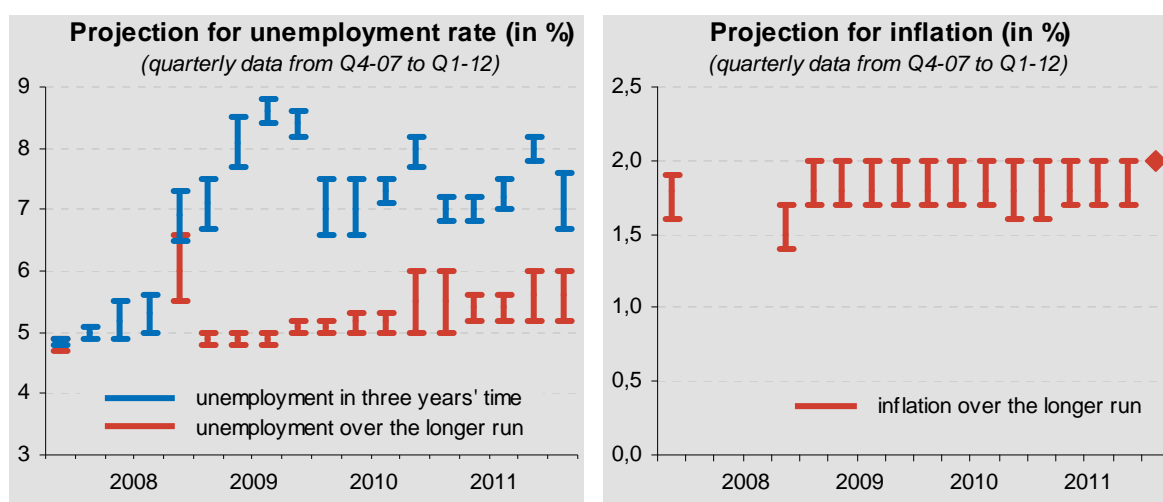 Projection for unemployment rate (in %)
(quarterly data from Q4-07 to Q1-12)
9
8
7
6
5
4
3
unemployment in three years' time
unemployment over the longer run
2008 2009 2010 2011
Projection for inflation (in %)
(quarterly data from Q4-07 to Q1-12)
2,5
2,0
1,5
1,0
0,5
0,0
inflation over the longer run
2008 2009 2010 2011